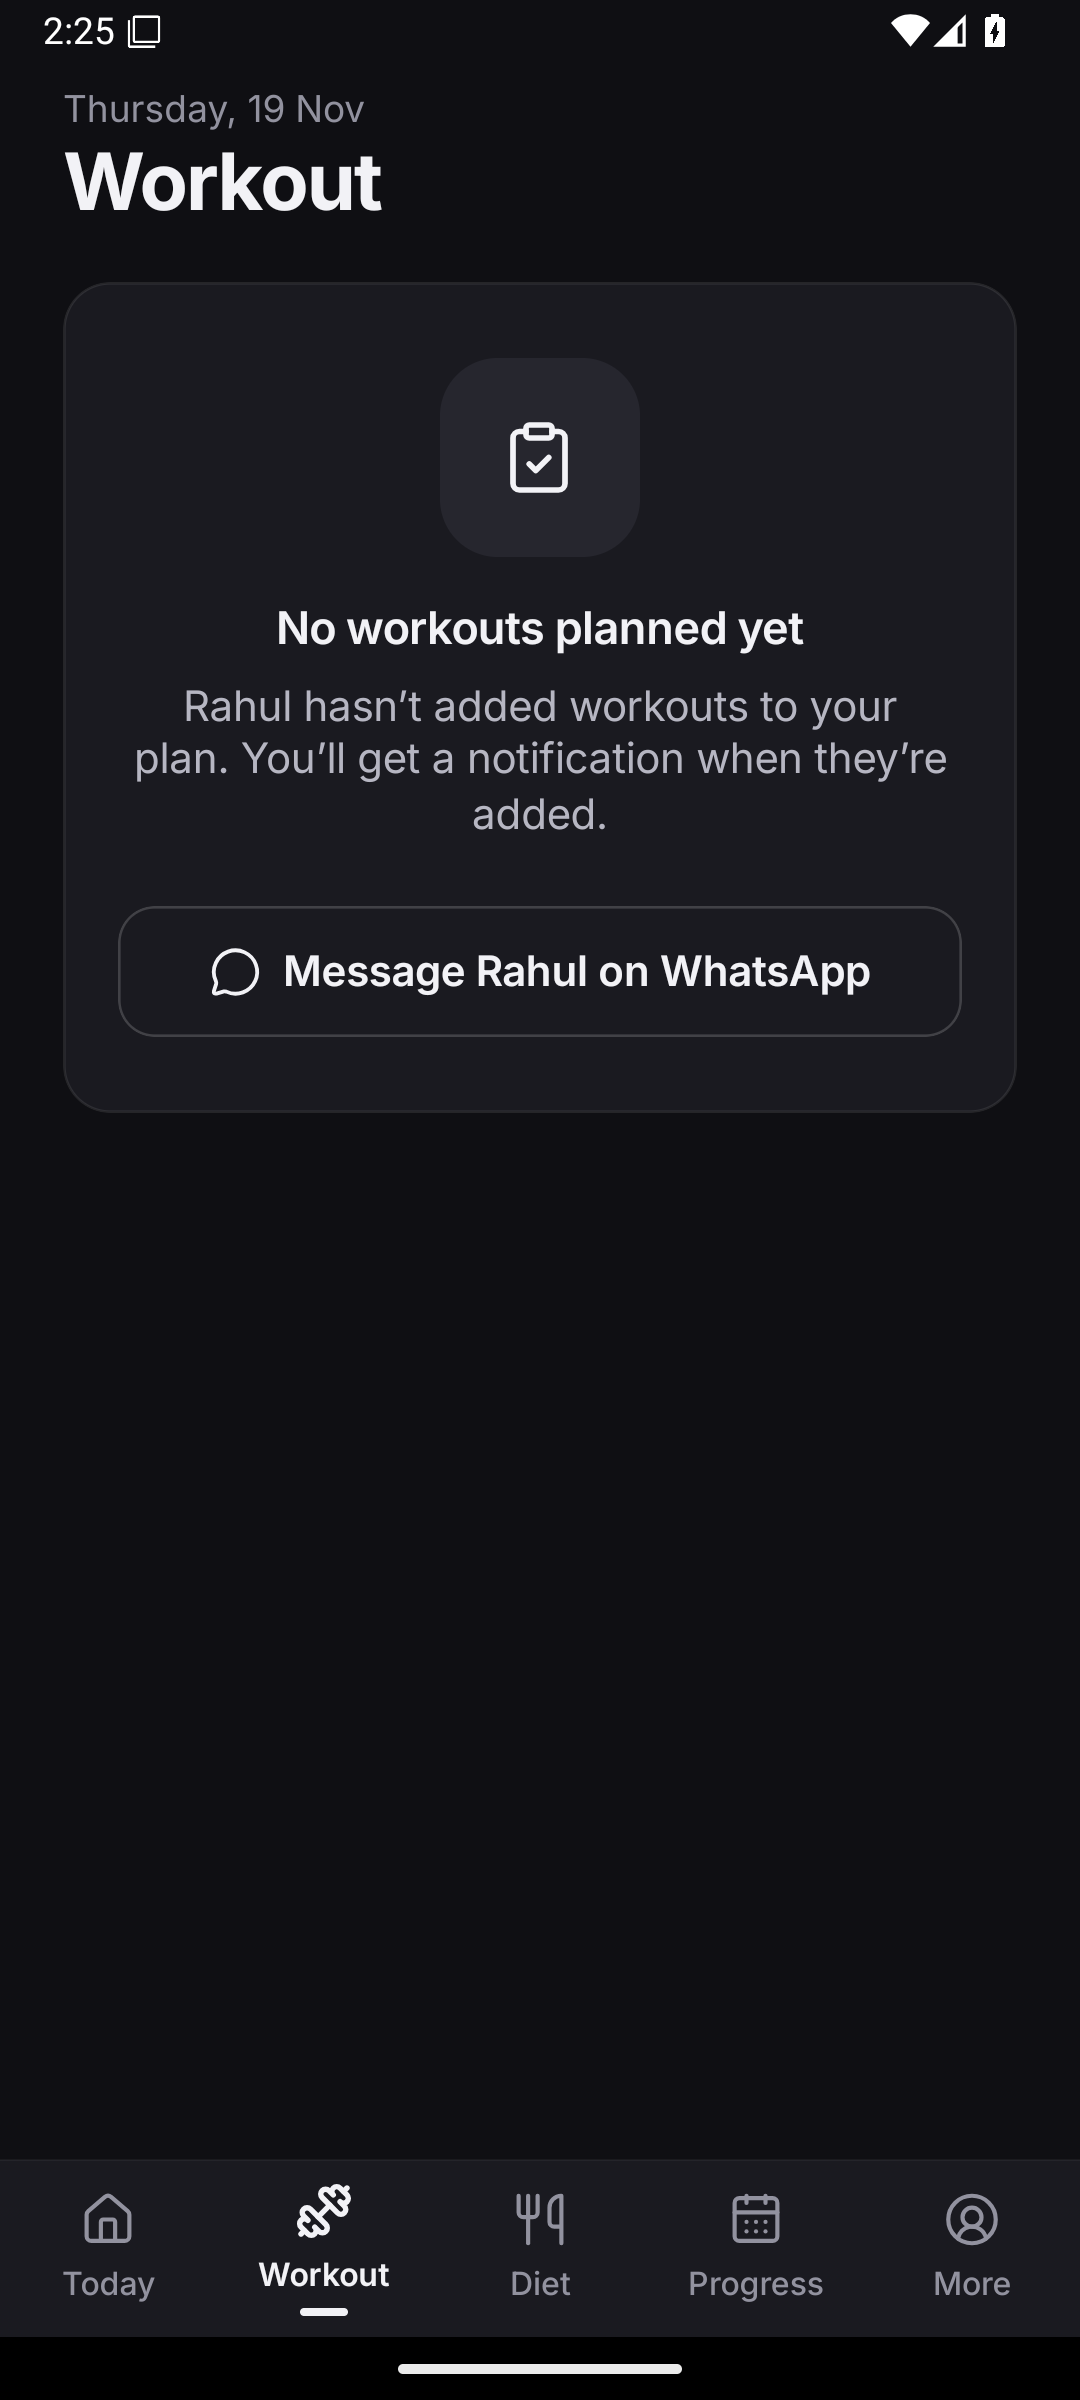 2:25
Thursday, 19 Nov
Workout
No workouts planned yet
Rahul hasn’t added workouts to your
plan. You’ll get a notification when they’re
added.
Message Rahul on WhatsApp
Today
Workout
Diet
Progress
More